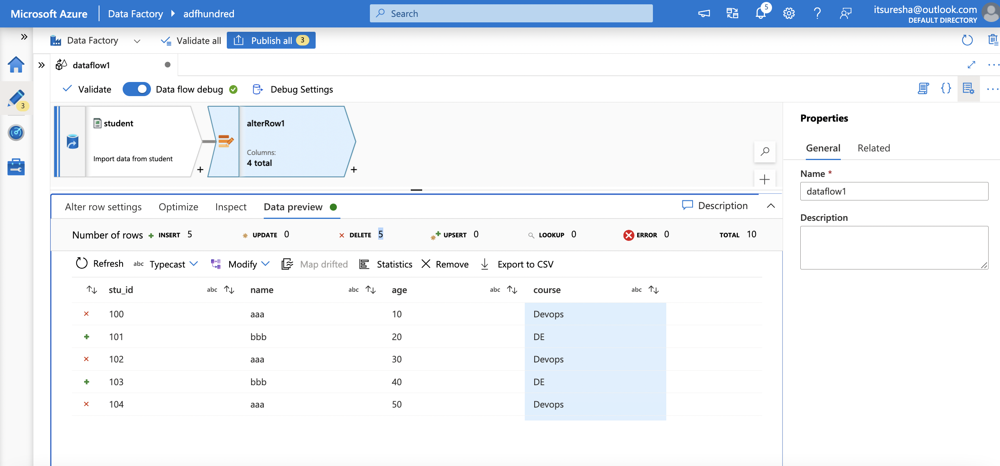 Microsoft Azure Data Factory adfhundred Search 5 itsuresha@outlook.com
DEFAULT DIRECTORY
Data Factory Validate all Publish all 3
dataflow1
Validate Data flow debug Debug Settings
3
student
CSV
Import data from student
+
alterRow1
Columns:
4 total
+
Alter row settings Optimize Inspect Data preview Description
Number of rows INSERT 5 UPDATE 0 DELETE 5 UPSERT 0 LOOKUP 0 ERROR 0 TOTAL 10
Refresh abc Typecast Modify Map drifted Statistics Remove Export to CSV
stu_id abc name abc age abc course abc
100 aaa 10 Devops
101 bbb 20 DE
102 aaa 30 Devops
103 bbb 40 DE
104 aaa 50 Devops
Properties
General Related
Name *
dataflow1
Description